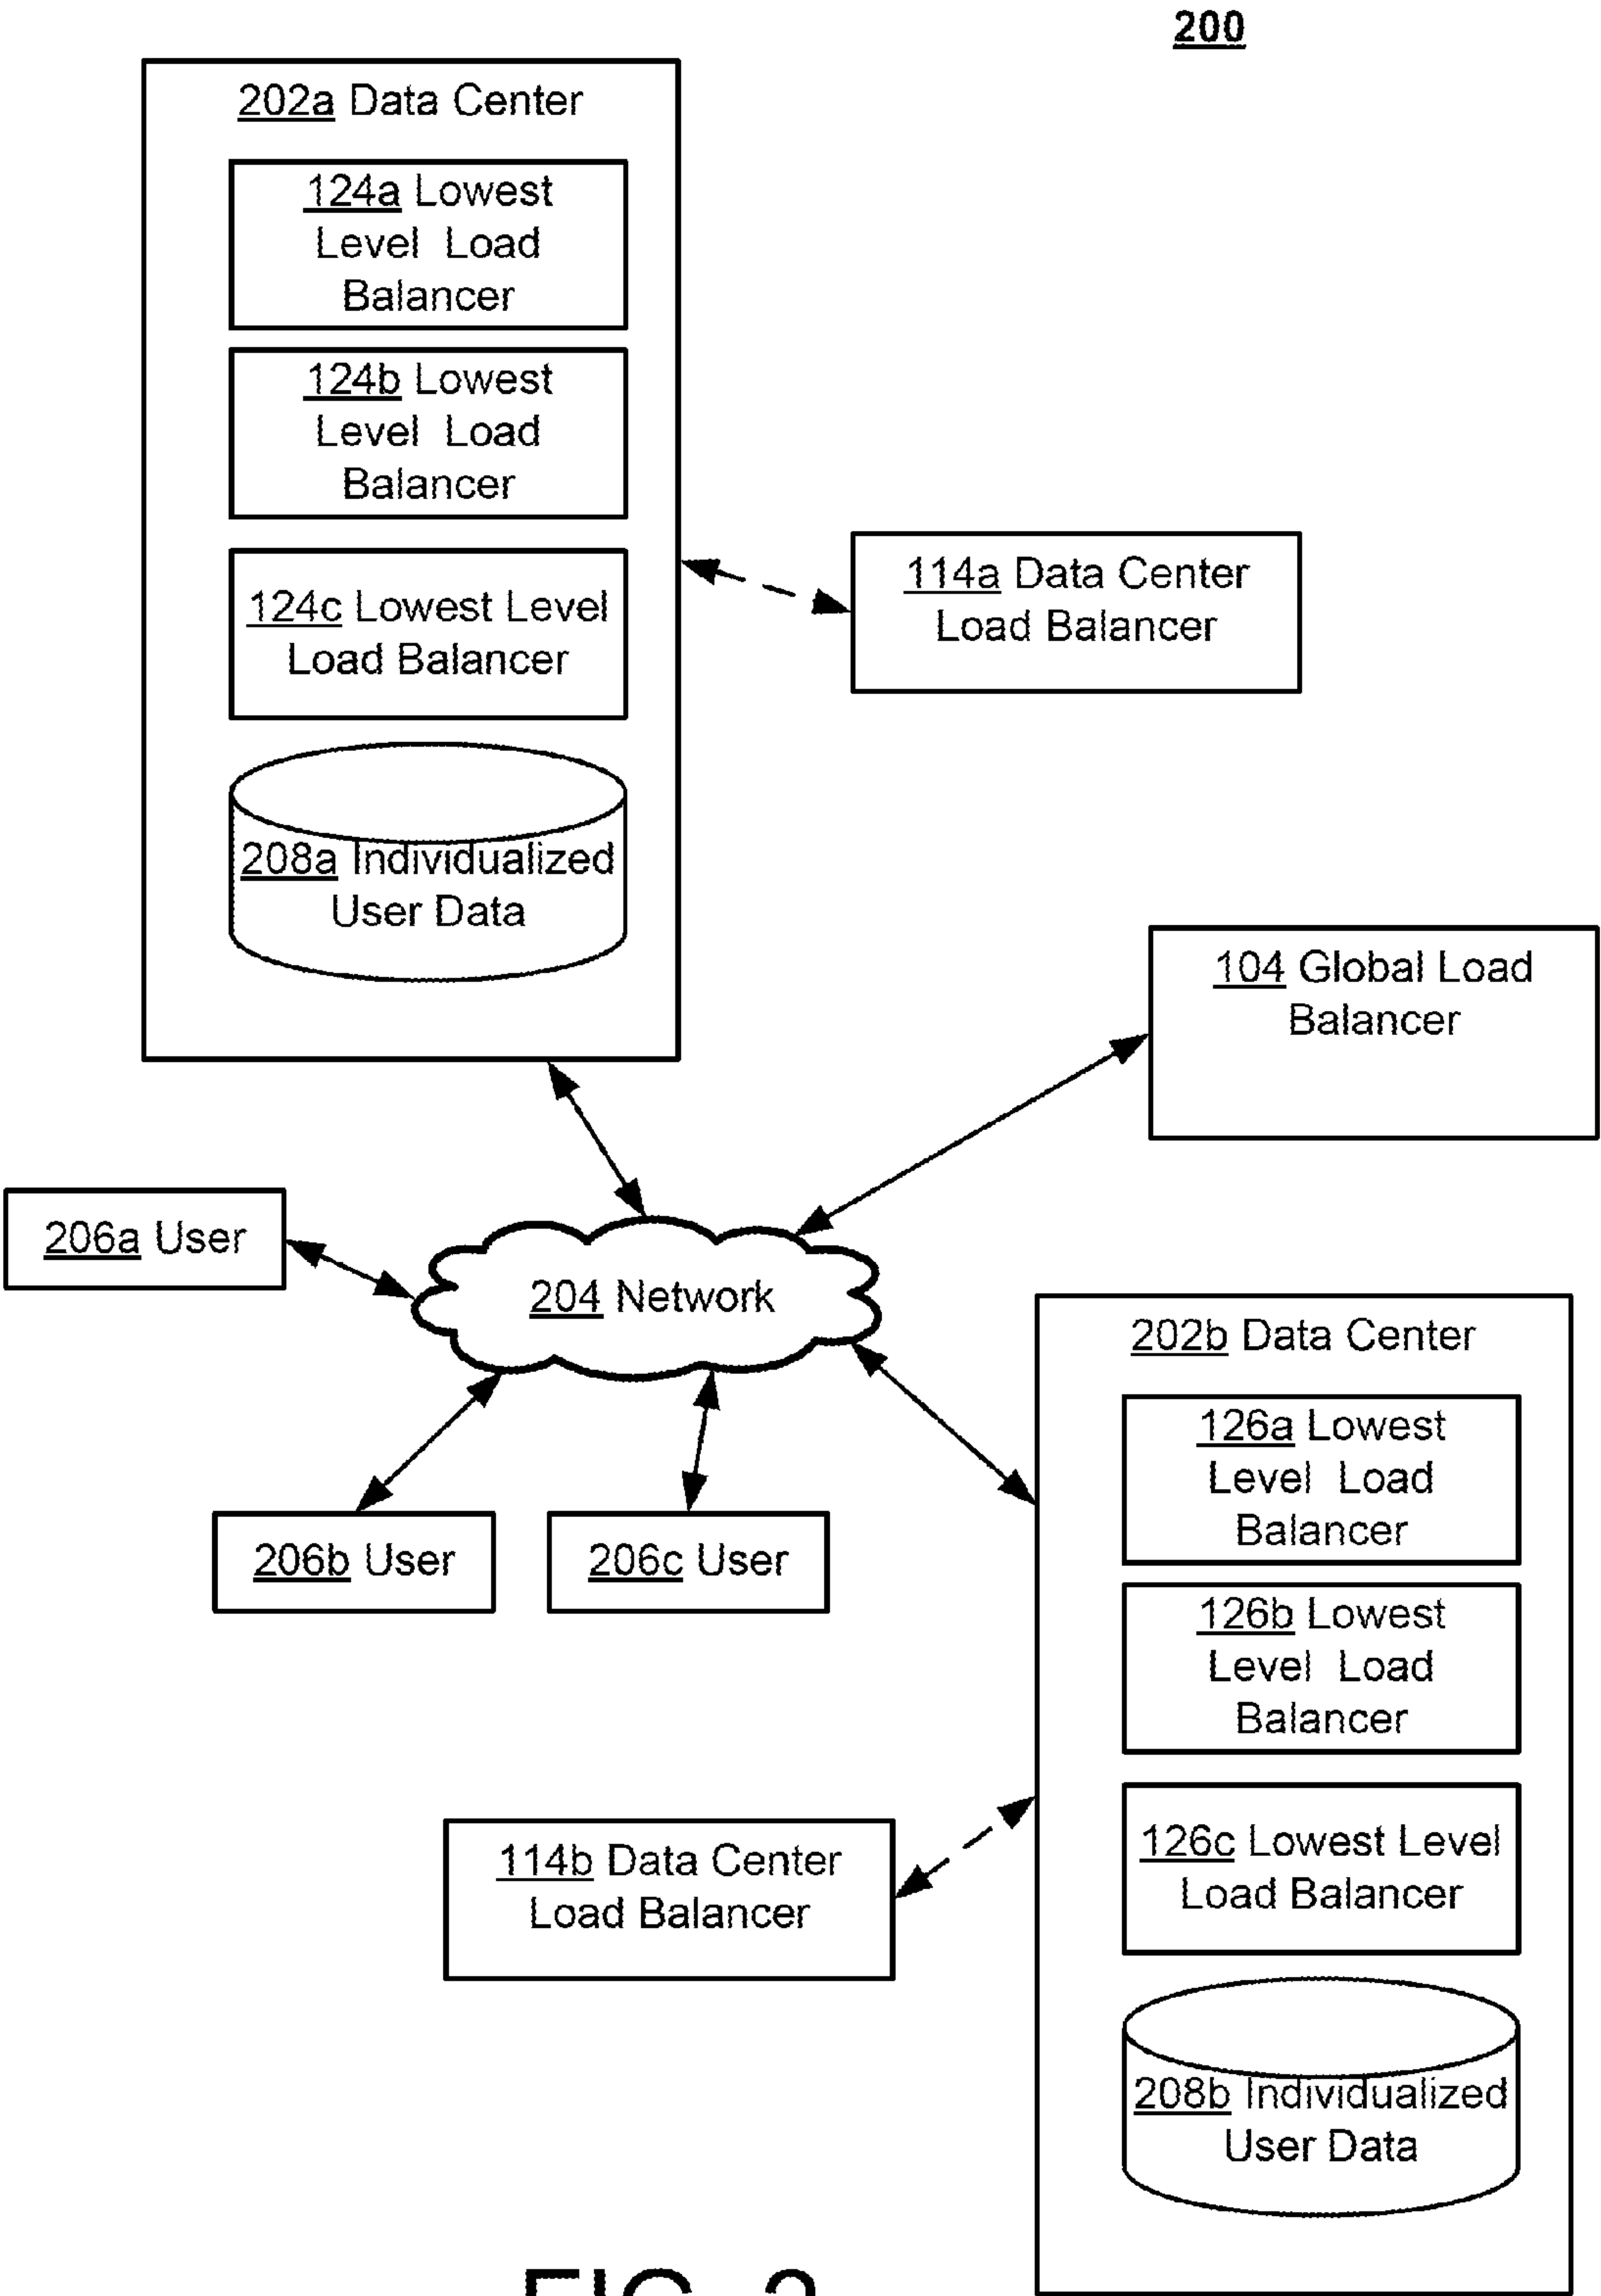 200
202a Data Center
124a Lowest
Level Load
Balancer
124b Lowest
Level Load
Balancer
124c Lowest Level
Load Balancer
208a Individualized
User Data
114a Data Center
Load Balancer
104 Global Load
Balancer
206a User
204 Network
206b User
206c User
202b Data Center
126a Lowest
Level Load
Balancer
126b Lowest
Level Load
Balancer
126c Lowest Level
Load Balancer
208b Individualized
User Data
114b Data Center
Load Balancer
FIG. 2